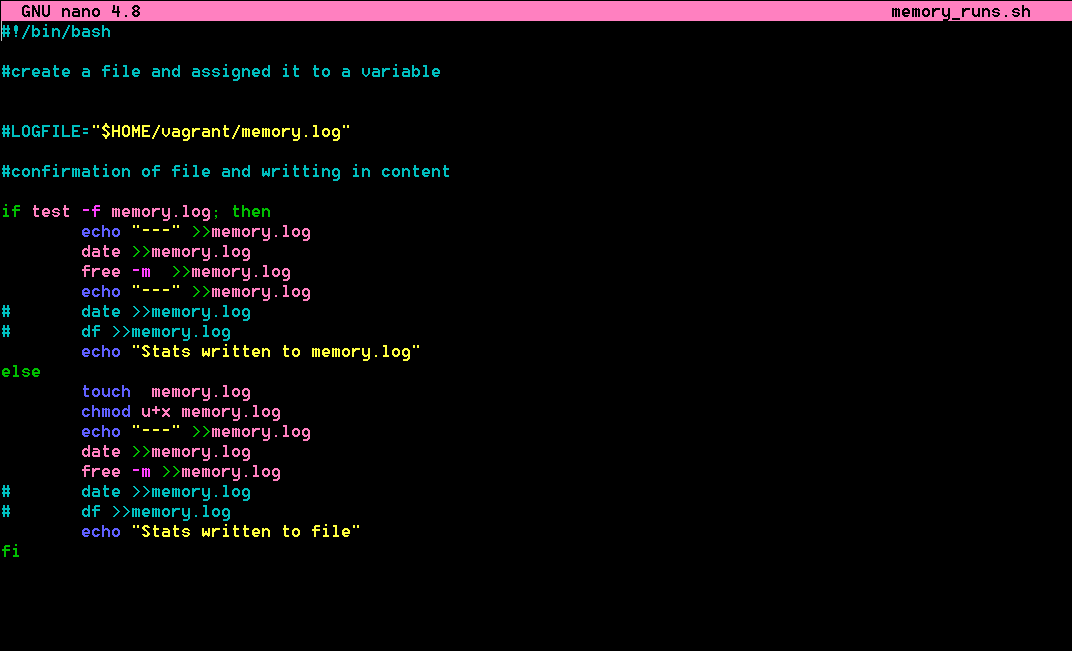 GNU nano 4.8 memory_runs.sh
#!/bin/bash
#create a file and assigned it to a variable
#LOGFILE="$HOME/vagrant/memory.log"
#confirmation of file and writting in content
if test -f memory.log; then
echo "---" >>memory.log
date >>memory.log
free -m  >>memory.log
echo "---" >>memory.log
#       date >>memory.log
#       df >>memory.log
echo "Stats written to memory.log"
else
touch  memory.log
chmod u+x memory.log
echo "---" >>memory.log
date >>memory.log
free -m >>memory.log
#       date >>memory.log
#       df >>memory.log
echo "Stats written to file"
fi